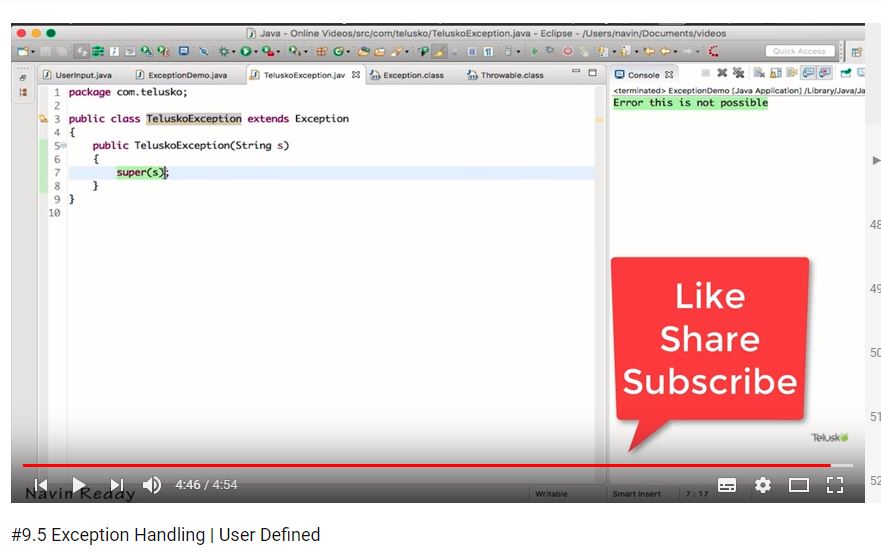 Java - Online Videos/src/com/telusko/TeluskoException.java - Eclipse - /Users/navin/Documents/videos
Quick Access
UserInput.java
ExceptionDemo.java
TeluskoException.jav
Exception.class
Throwable.class
1 package com.telusko;
2
3 public class TeluskoException extends Exception
4 {
5 public TeluskoException(String s)
6 {
7 super(s);
8 }
9 }
10
Console
<terminated> ExceptionDemo [Java Application] /Library/Java/Ja
Error this is not possible
Like
Share
Subscribe
Telusko
48
49
50
51
52
4:46 / 4:54
Navin Reddy
Writable
Smart Insert
7 : 17
#9.5 Exception Handling | User Defined